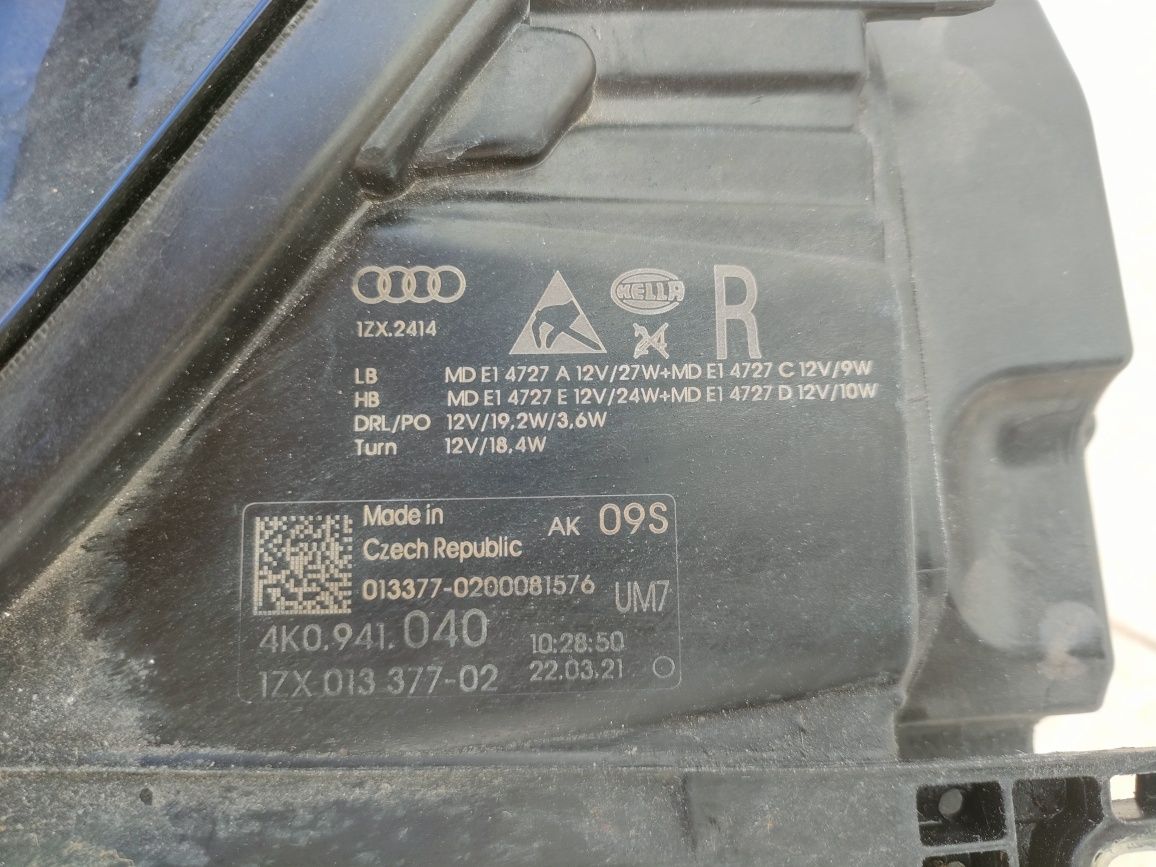 HELLA
R
1ZX.2414
24
LB MD E1 4727 A 12V/27W+MD E1 4727 C 12V/9W
HB MD E1 4727 E 12V/24W+MD E1 4727 D 12V/10W
DRL/PO 12V/19,2W/3,6W
Turn 12V/18,4W
Made in AK 09S
Czech Republic
013377-0200081576 UM7
4K0.941.040 10:28:50
1ZX 013 377-02 22.03.21